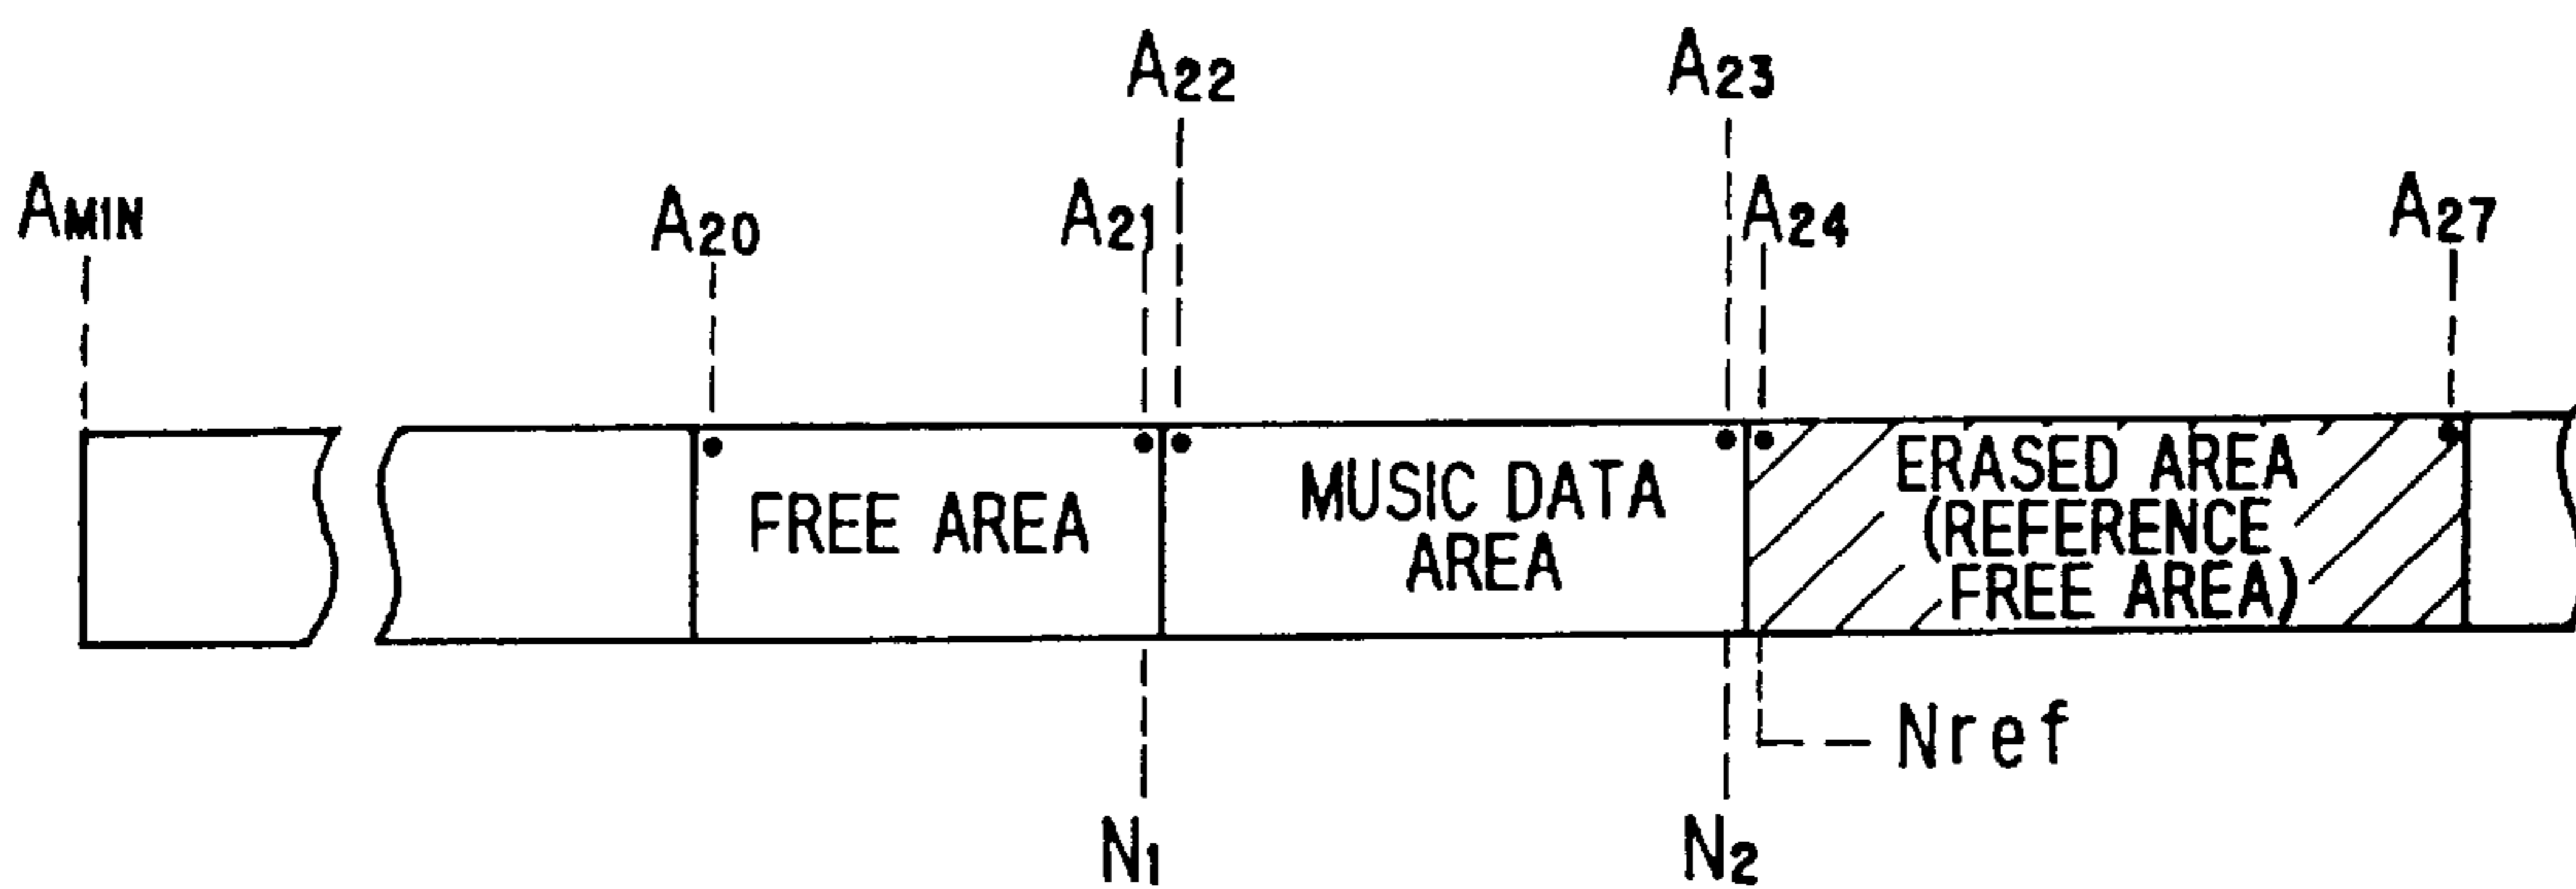 A22 A23
AMIN A20 A21 A24 A27
FREE AREA
MUSIC DATA
AREA
ERASED AREA
(REFERENCE
FREE AREA)
Nref
N1 N2